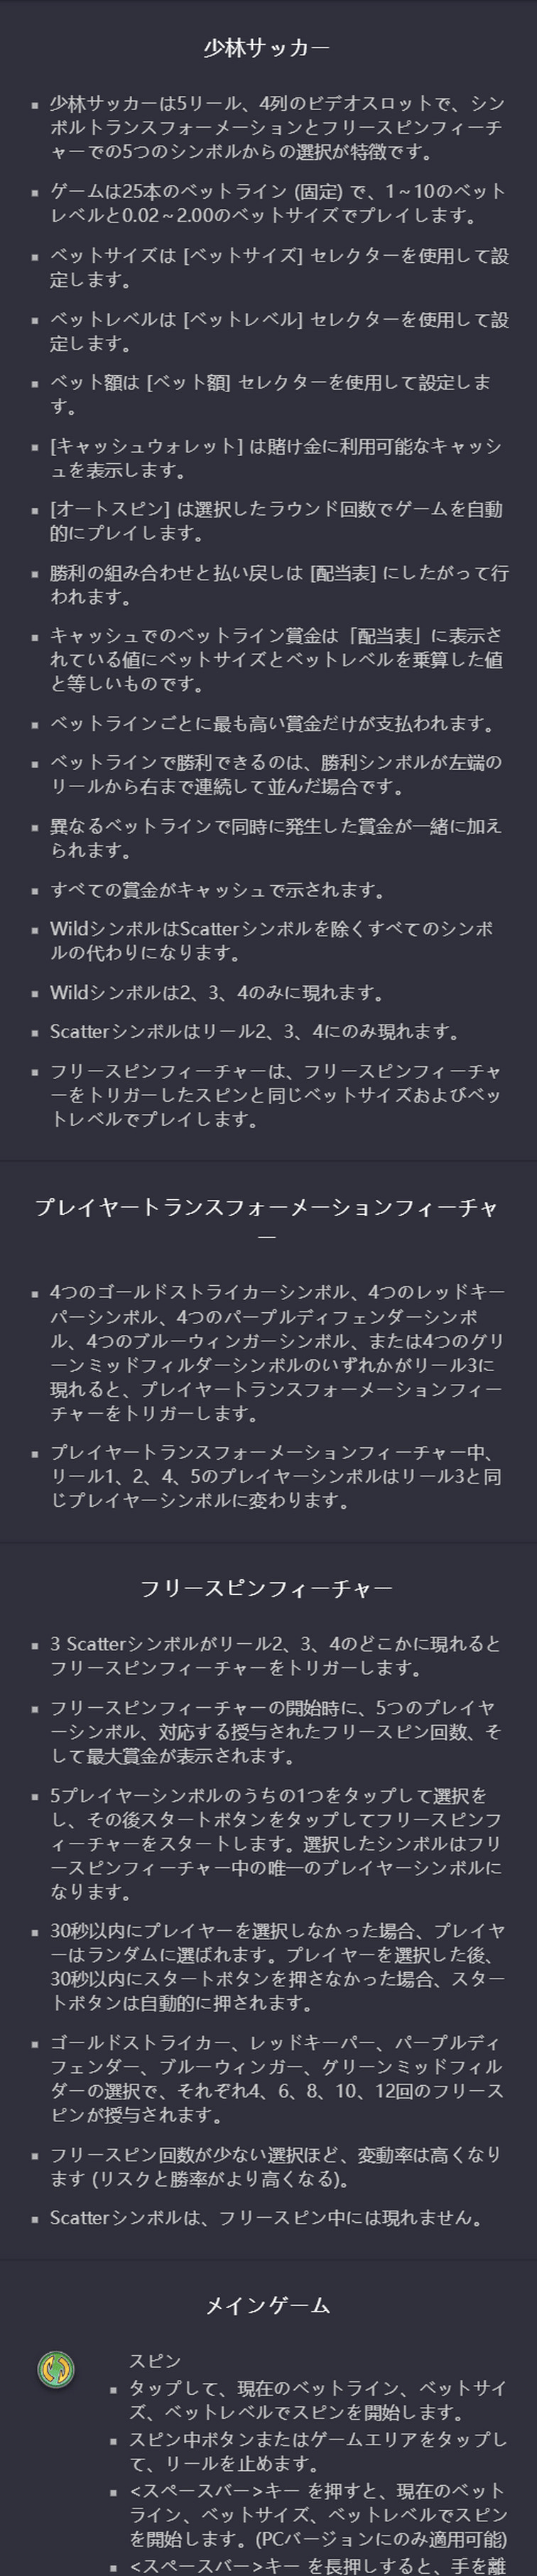 少林サッカー
少林サッカーは5リール、4列のビデオスロットで、シン
ボルトランスフォーメーションとフリースピンフィーチ
ャーでの5つのシンボルからの選択が特徴です。
ゲームは25本のベットライン (固定) で、1～10のベット
レベルと0.02～2.00のベットサイズでプレイします。
ベットサイズは [ベットサイズ] セレクターを使用して設
定します。
ベットレベルは [ベットレベル] セレクターを使用して設
定します。
ベット額は [ベット額] セレクターを使用して設定しま
す。
[キャッシュウォレット] は賭け金に利用可能なキャッシ
ュを表示します。
[オートスピン] は選択したラウンド回数でゲームを自動
的にプレイします。
勝利の組み合わせと払い戻しは [配当表] にしたがって行
われます。
キャッシュでのベットライン賞金は「配当表」に表示さ
れている値にベットサイズとベットレベルを乗算した値
と等しいものです。
ベットラインごとに最も高い賞金だけが支払われます。
ベットラインで勝利できるのは、勝利シンボルが左端の
リールから右まで連続して並んだ場合です。
異なるベットラインで同時に発生した賞金が一緒に加え
られます。
すべての賞金がキャッシュで示されます。
WildシンボルはScatterシンボルを除くすべてのシンボ
ルの代わりになります。
Wildシンボルは2、3、4のみに現れます。
Scatterシンボルはリール2、3、4にのみ現れます。
フリースピンフィーチャーは、フリースピンフィーチャ
ーをトリガーしたスピンと同じベットサイズおよびベッ
トレベルでプレイします。
プレイヤートランスフォーメーションフィーチャ
ー
4つのゴールドストライカーシンボル、4つのレッドキー
パーシンボル、4つのパープルディフェンダーシンボ
ル、4つのブルーウィンガーシンボル、または4つのグリ
ーンミッドフィルダーシンボルのいずれかがリール3に
現れると、プレイヤートランスフォーメーションフィー
チャーをトリガーします。
プレイヤートランスフォーメーションフィーチャー中、
リール1、2、4、5のプレイヤーシンボルはリール3と同
じプレイヤーシンボルに変わります。
フリースピンフィーチャー
3 Scatterシンボルがリール2、3、4のどこかに現れると
フリースピンフィーチャーをトリガーします。
フリースピンフィーチャーの開始時に、5つのプレイヤ
ーシンボル、対応する授与されたフリースピン回数、そ
して最大賞金が表示されます。
5プレイヤーシンボルのうちの1つをタップして選択を
し、その後スタートボタンをタップしてフリースピンフ
ィーチャーをスタートします。選択したシンボルはフリ
ースピンフィーチャー中の唯一のプレイヤーシンボルに
なります。
30秒以内にプレイヤーを選択しなかった場合、プレイヤ
ーはランダムに選ばれます。プレイヤーを選択した後、
30秒以内にスタートボタンを押さなかった場合、スター
トボタンは自動的に押されます。
ゴールドストライカー、レッドキーパー、パープルディ
フェンダー、ブルーウィンガー、グリーンミッドフィル
ダーの選択で、それぞれ4、6、8、10、12回のフリース
ピンが授与されます。
フリースピン回数が少ない選択ほど、変動率は高くなり
ます (リスクと勝率がより高くなる)。
Scatterシンボルは、フリースピン中には現れません。
メインゲーム
スピン
タップして、現在のベットライン、ベットサイ
ズ、ベットレベルでスピンを開始します。
スピン中ボタンまたはゲームエリアをタップし
て、リールを止めます。
<スペースバー>キー を押すと、現在のベット
ライン、ベットサイズ、ベットレベルでスピン
を開始します。(PCバージョンにのみ適用可能)
<スペースバー>キー を長押しすると、手を離